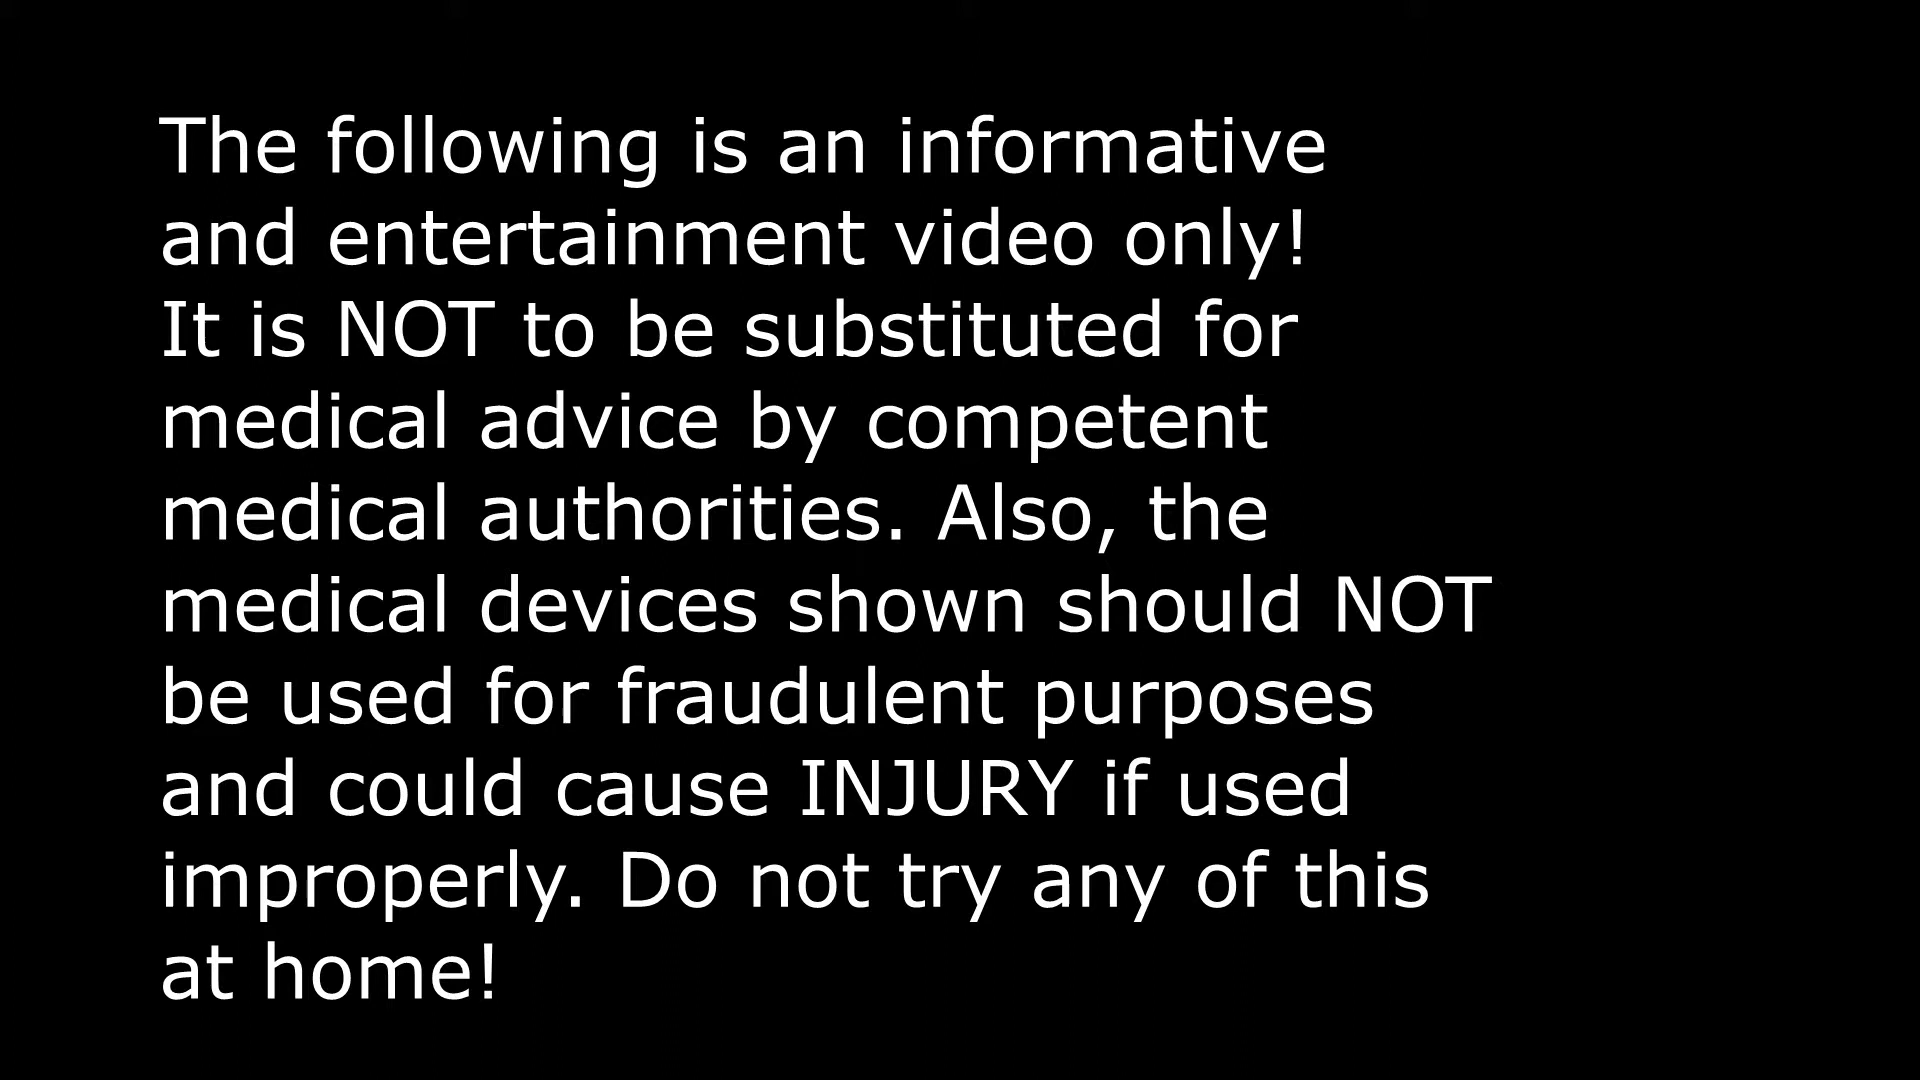 The following is an informative
and entertainment video only!
It is NOT to be substituted for
medical advice by competent
medical authorities. Also, the
medical devices shown should NOT
be used for fraudulent purposes
and could cause INJURY if used
improperly. Do not try any of this
at home!